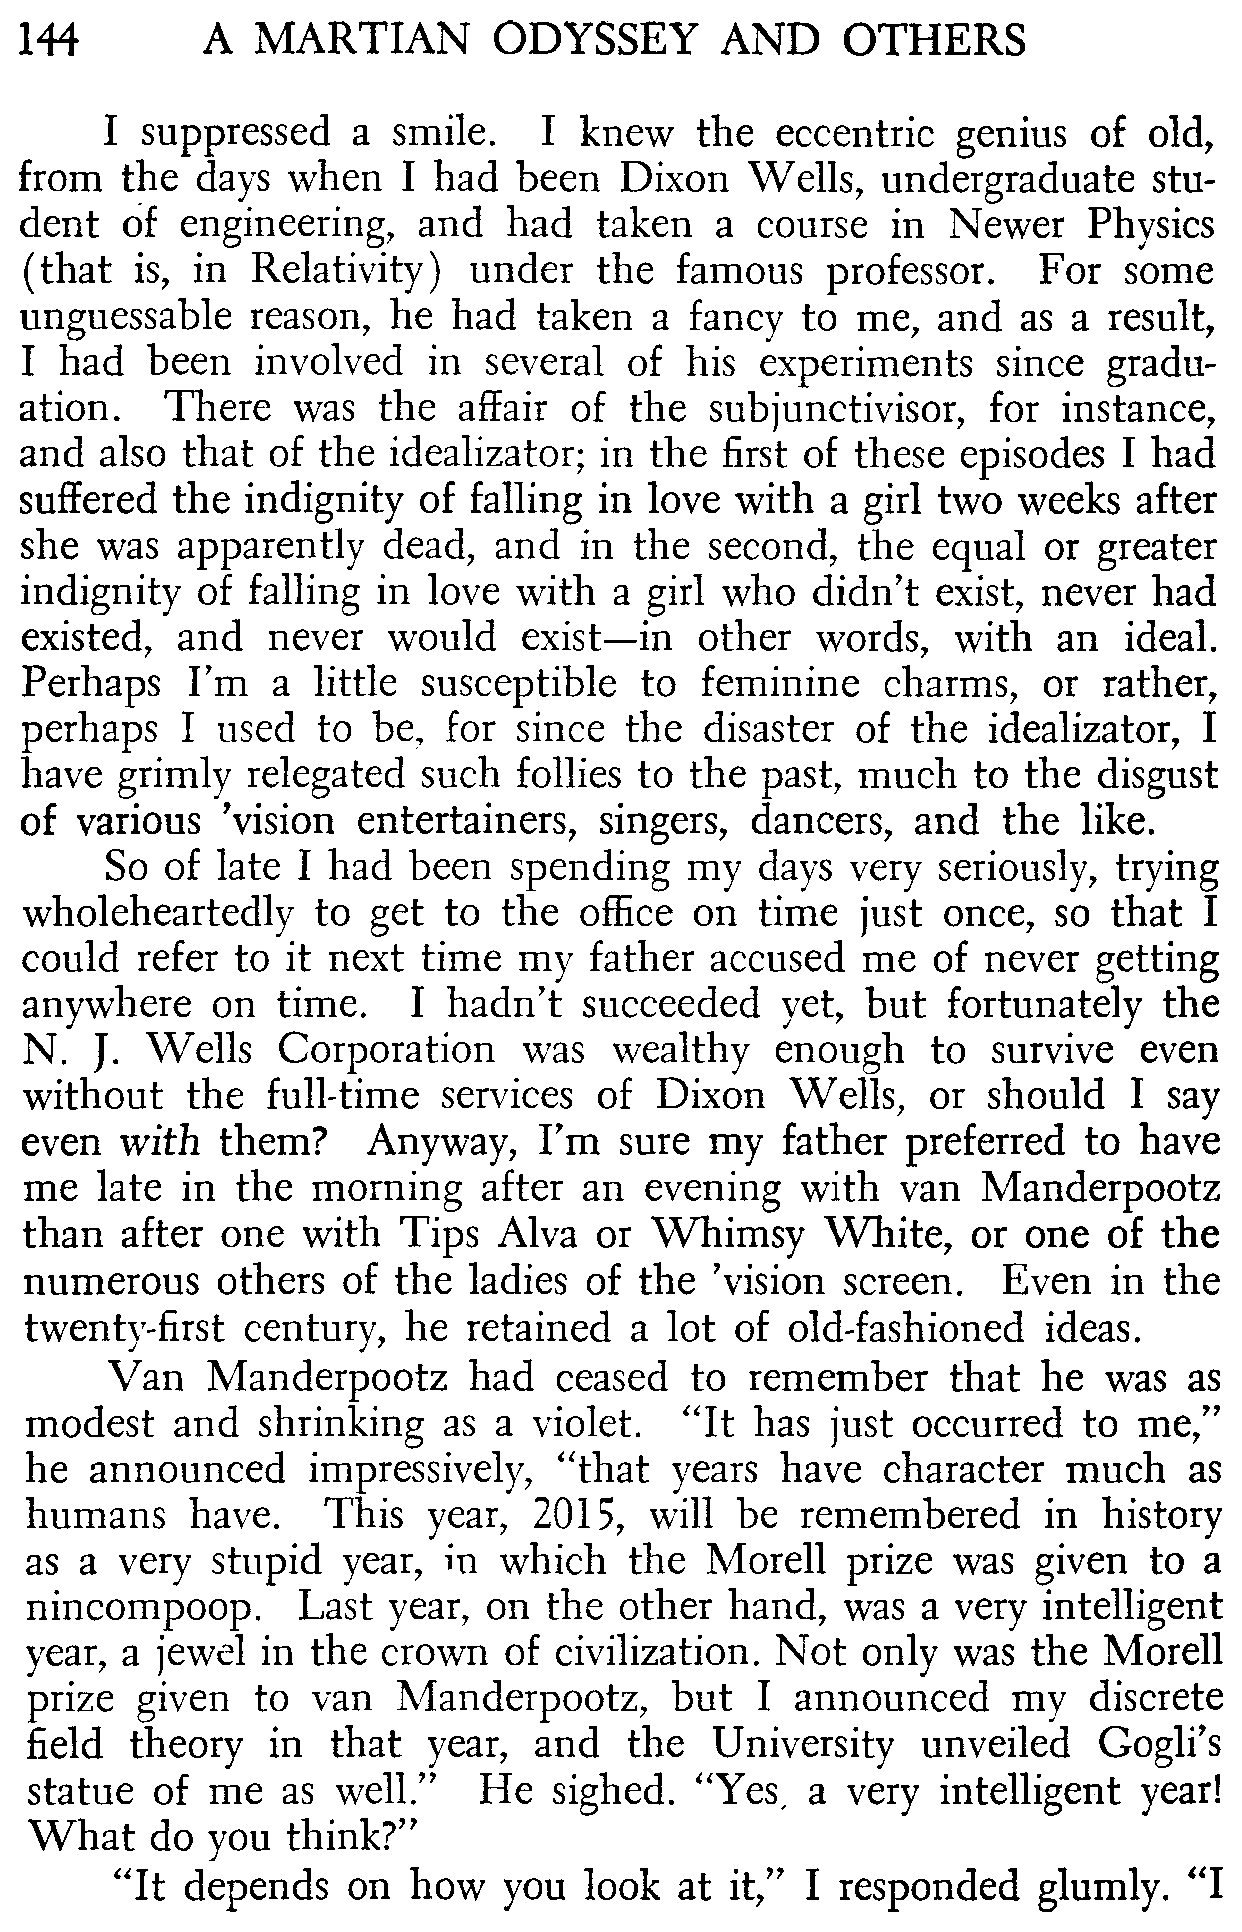 144 A MARTIAN ODYSSEY AND OTHERS
I suppressed a smile. I knew the eccentric genius of old,
from the days when I had been Dixon Wells, undergraduate stu-
dent of engineering, and had taken a course in Newer Physics
(that is, in Relativity) under the famous professor. For some
unguessable reason, he had taken a fancy to me, and as a result,
I had been involved in several of his experiments since gradu-
ation. There was the affair of the subjunctivisor, for instance,
and also that of the idealizator; in the first of these episodes I had
suffered the indignity of falling in love with a girl two weeks after
she was apparently dead, and in the second, the equal or greater
indignity of falling in love with a girl who didn't exist, never had
existed, and never would exist—in other words, with an ideal.
Perhaps I'm a little susceptible to feminine charms, or rather,
perhaps I used to be, for since the disaster of the idealizator, I
have grimly relegated such follies to the past, much to the disgust
of various 'vision entertainers, singers, dancers, and the like.
So of late I had been spending my days very seriously, trying
wholeheartedly to get to the office on time just once, so that I
could refer to it next time my father accused me of never getting
anywhere on time. I hadn't succeeded yet, but fortunately the
N. J. Wells Corporation was wealthy enough to survive even
without the full-time services of Dixon Wells, or should I say
even with them? Anyway, I'm sure my father preferred to have
me late in the morning after an evening with van Manderpootz
than after one with Tips Alva or Whimsy White, or one of the
numerous others of the ladies of the 'vision screen. Even in the
twenty-first century, he retained a lot of old-fashioned ideas.
Van Manderpootz had ceased to remember that he was as
modest and shrinking as a violet. "It has just occurred to me,"
he announced impressively, "that years have character much as
humans have. This year, 2015, will be remembered in history
as a very stupid year, in which the Morell prize was given to a
nincompoop. Last year, on the other hand, was a very intelligent
year, a jewel in the crown of civilization. Not only was the Morell
prize given to van Manderpootz, but I announced my discrete
field theory in that year, and the University unveiled Gogli's
statue of me as well." He sighed. "Yes, a very intelligent year!
What do you think?"
"It depends on how you look at it," I responded glumly. "I